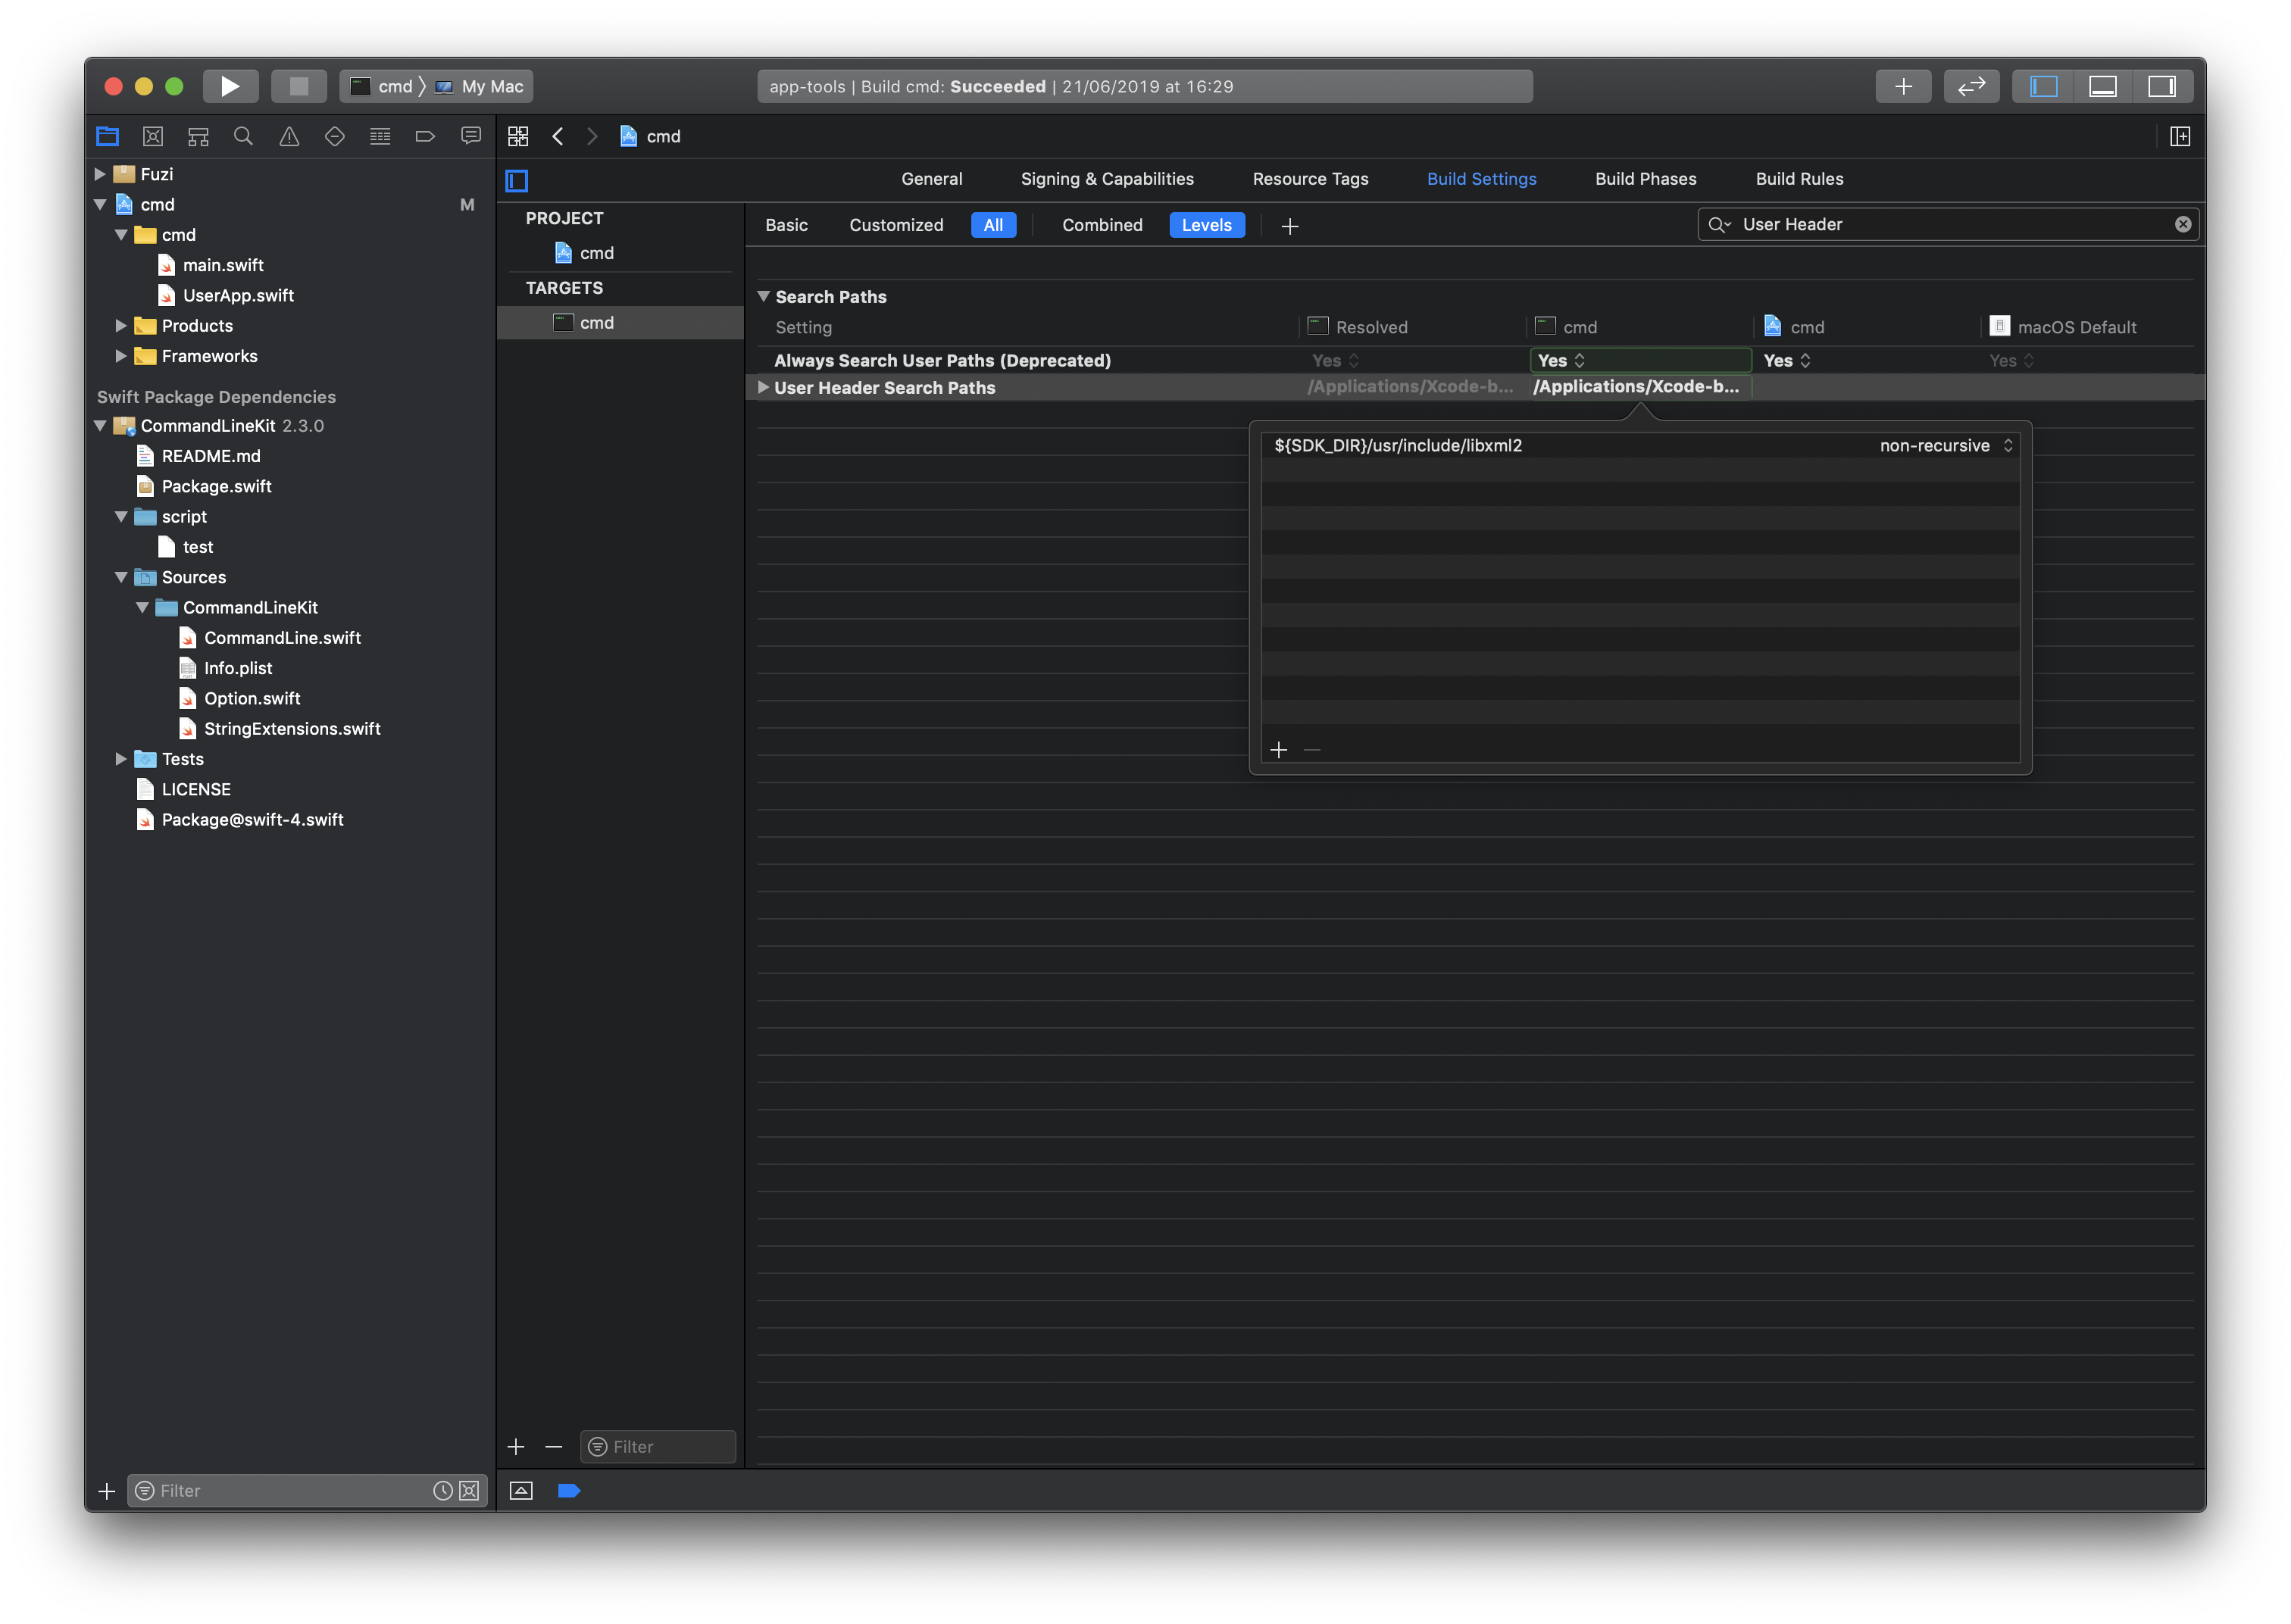 cmd 〉 My Mac
app-tools | Build cmd: Succeeded | 21/06/2019 at 16:29
Fuzi
cmd M
cmd
main.swift
UserApp.swift
Products
Frameworks
Swift Package Dependencies
CommandLineKit 2.3.0
README.md
Package.swift
script
test
Sources
CommandLineKit
CommandLine.swift
Info.plist
Option.swift
StringExtensions.swift
Tests
LICENSE
Package@swift-4.swift
Filter
cmd
General Signing & Capabilities Resource Tags Build Settings Build Phases Build Rules
PROJECT
cmd
TARGETS
cmd
Filter
Basic Customized All Combined Levels User Header
Search Paths
Setting Resolved cmd cmd macOS Default
Always Search User Paths (Deprecated) Yes Yes Yes Yes
User Header Search Paths /Applications/Xcode-b... /Applications/Xcode-b...
${SDK_DIR}/usr/include/libxml2 non-recursive